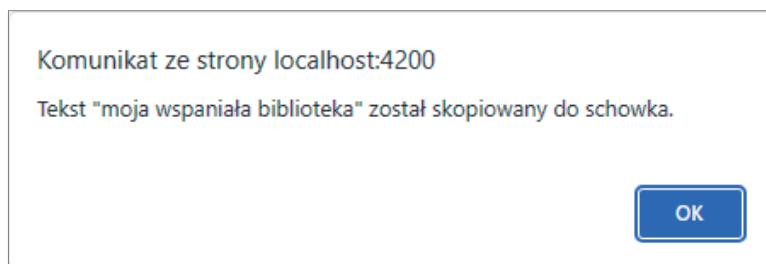 Komunikat ze strony localhost:4200
Tekst "moja wspaniała biblioteka" został skopiowany do schowka.
OK